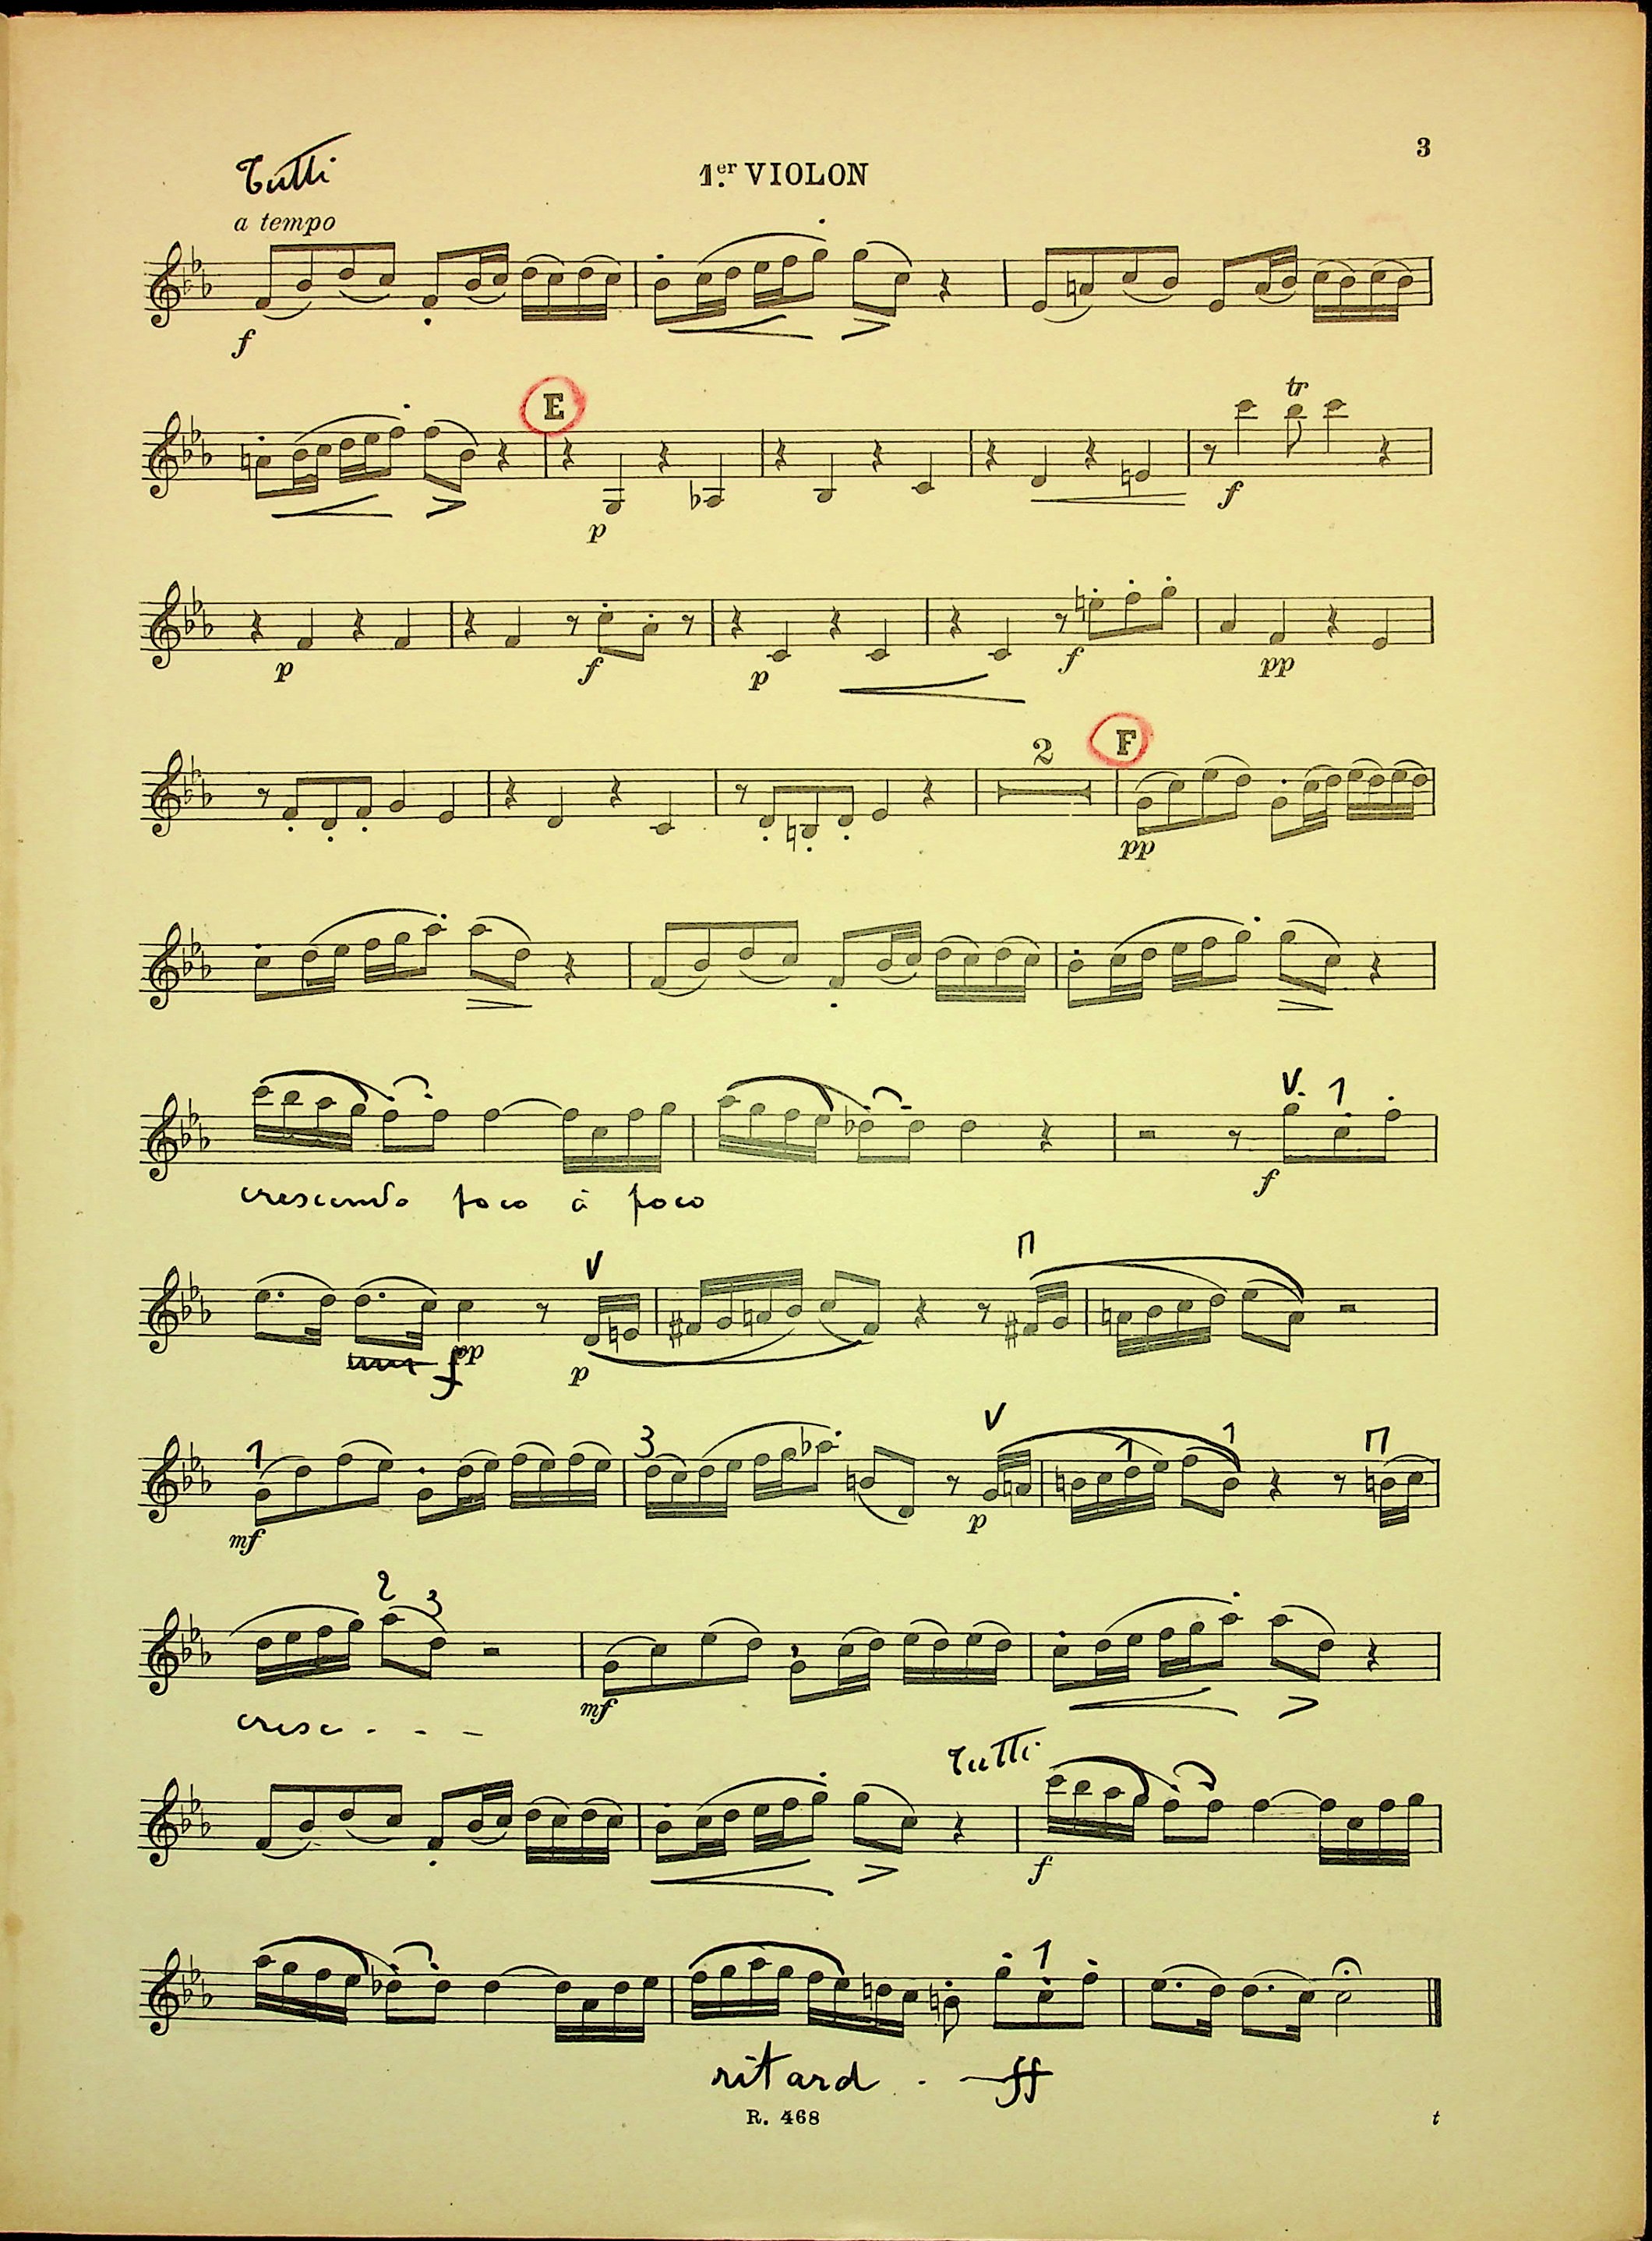 Tutti
1.er VIOLON
3
a tempo
f
E
tr
p
f
p
f
p
f
pp
2
F
pp
V. 1
crescendo poco à poco
f
V
f
pp
p
1
3
V
1
1
mf
p
2
3
cresc - - -
mf
Tutti
f
1
ritard . - ff
R. 468
t